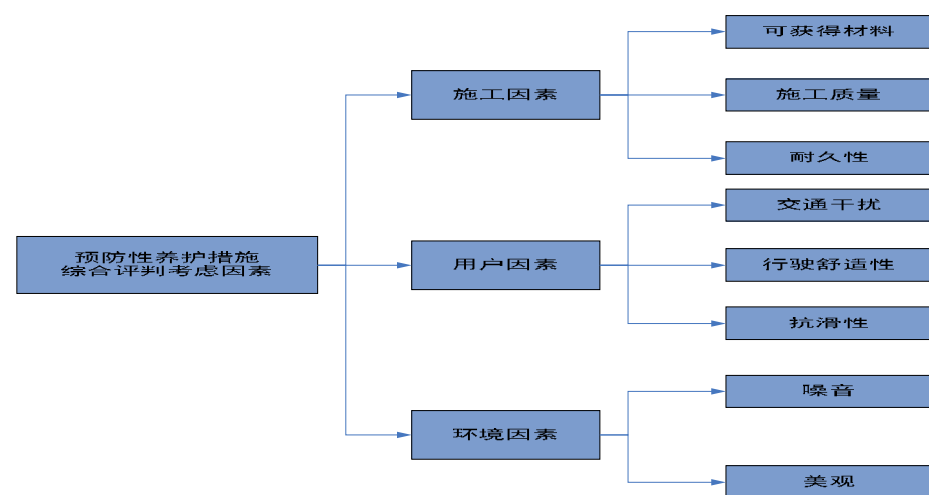 预防性养护措施
综合评判考虑因素
施工因素
可获得材料
施工质量
耐久性
用户因素
交通干扰
行驶舒适性
抗滑性
环境因素
噪音
美观